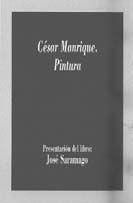 César Manrique.
Pintura
Presentación del libro:
José Saramago